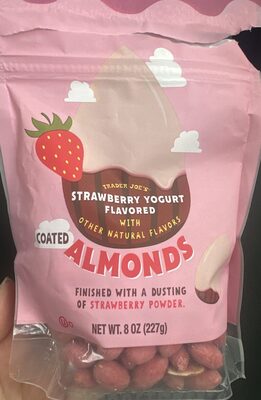 TRADER JOE'S
STRAWBERRY YOGURT
FLAVORED
WITH
OTHER NATURAL FLAVORS
COATED
ALMONDS
FINISHED WITH A DUSTING
OF STRAWBERRY POWDER.
NET WT. 8 OZ (227g)